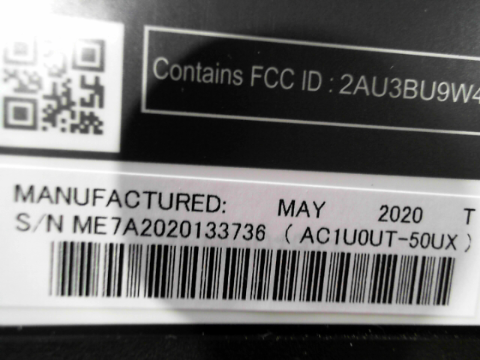 Contains FCC ID : 2AU3BU9W4
MANUFACTURED: MAY 2020 T
S/N ME7A2020133736 ( AC1U0UT-50UX )